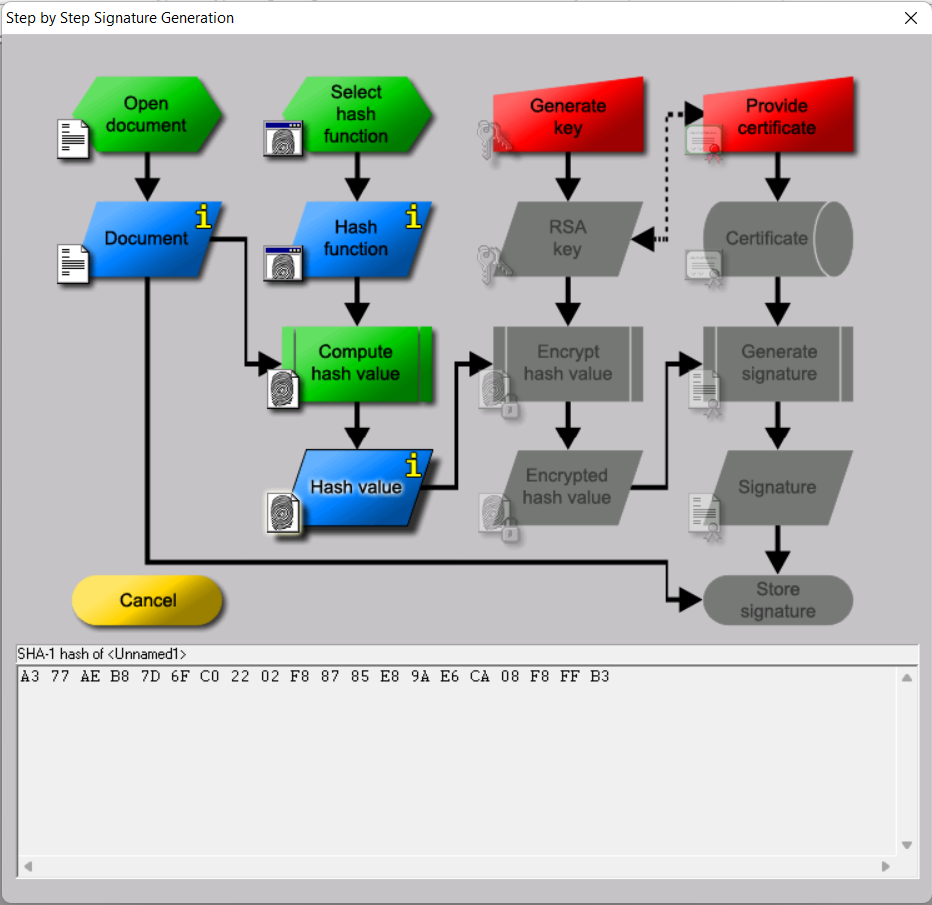 Step by Step Signature Generation
Open
document
Select
hash
function
Generate
key
Provide
certificate
Document
i
Hash
function
i
RSA
key
Certificate
Compute
hash value
Encrypt
hash value
Generate
signature
Hash value
i
Encrypted
hash value
Signature
Cancel
Store
signature
SHA-1 hash of <Unnamed1>
A3 77 AE B8 7D 6F C0 22 02 F8 87 85 E8 9A E6 CA 08 F8 FF B3